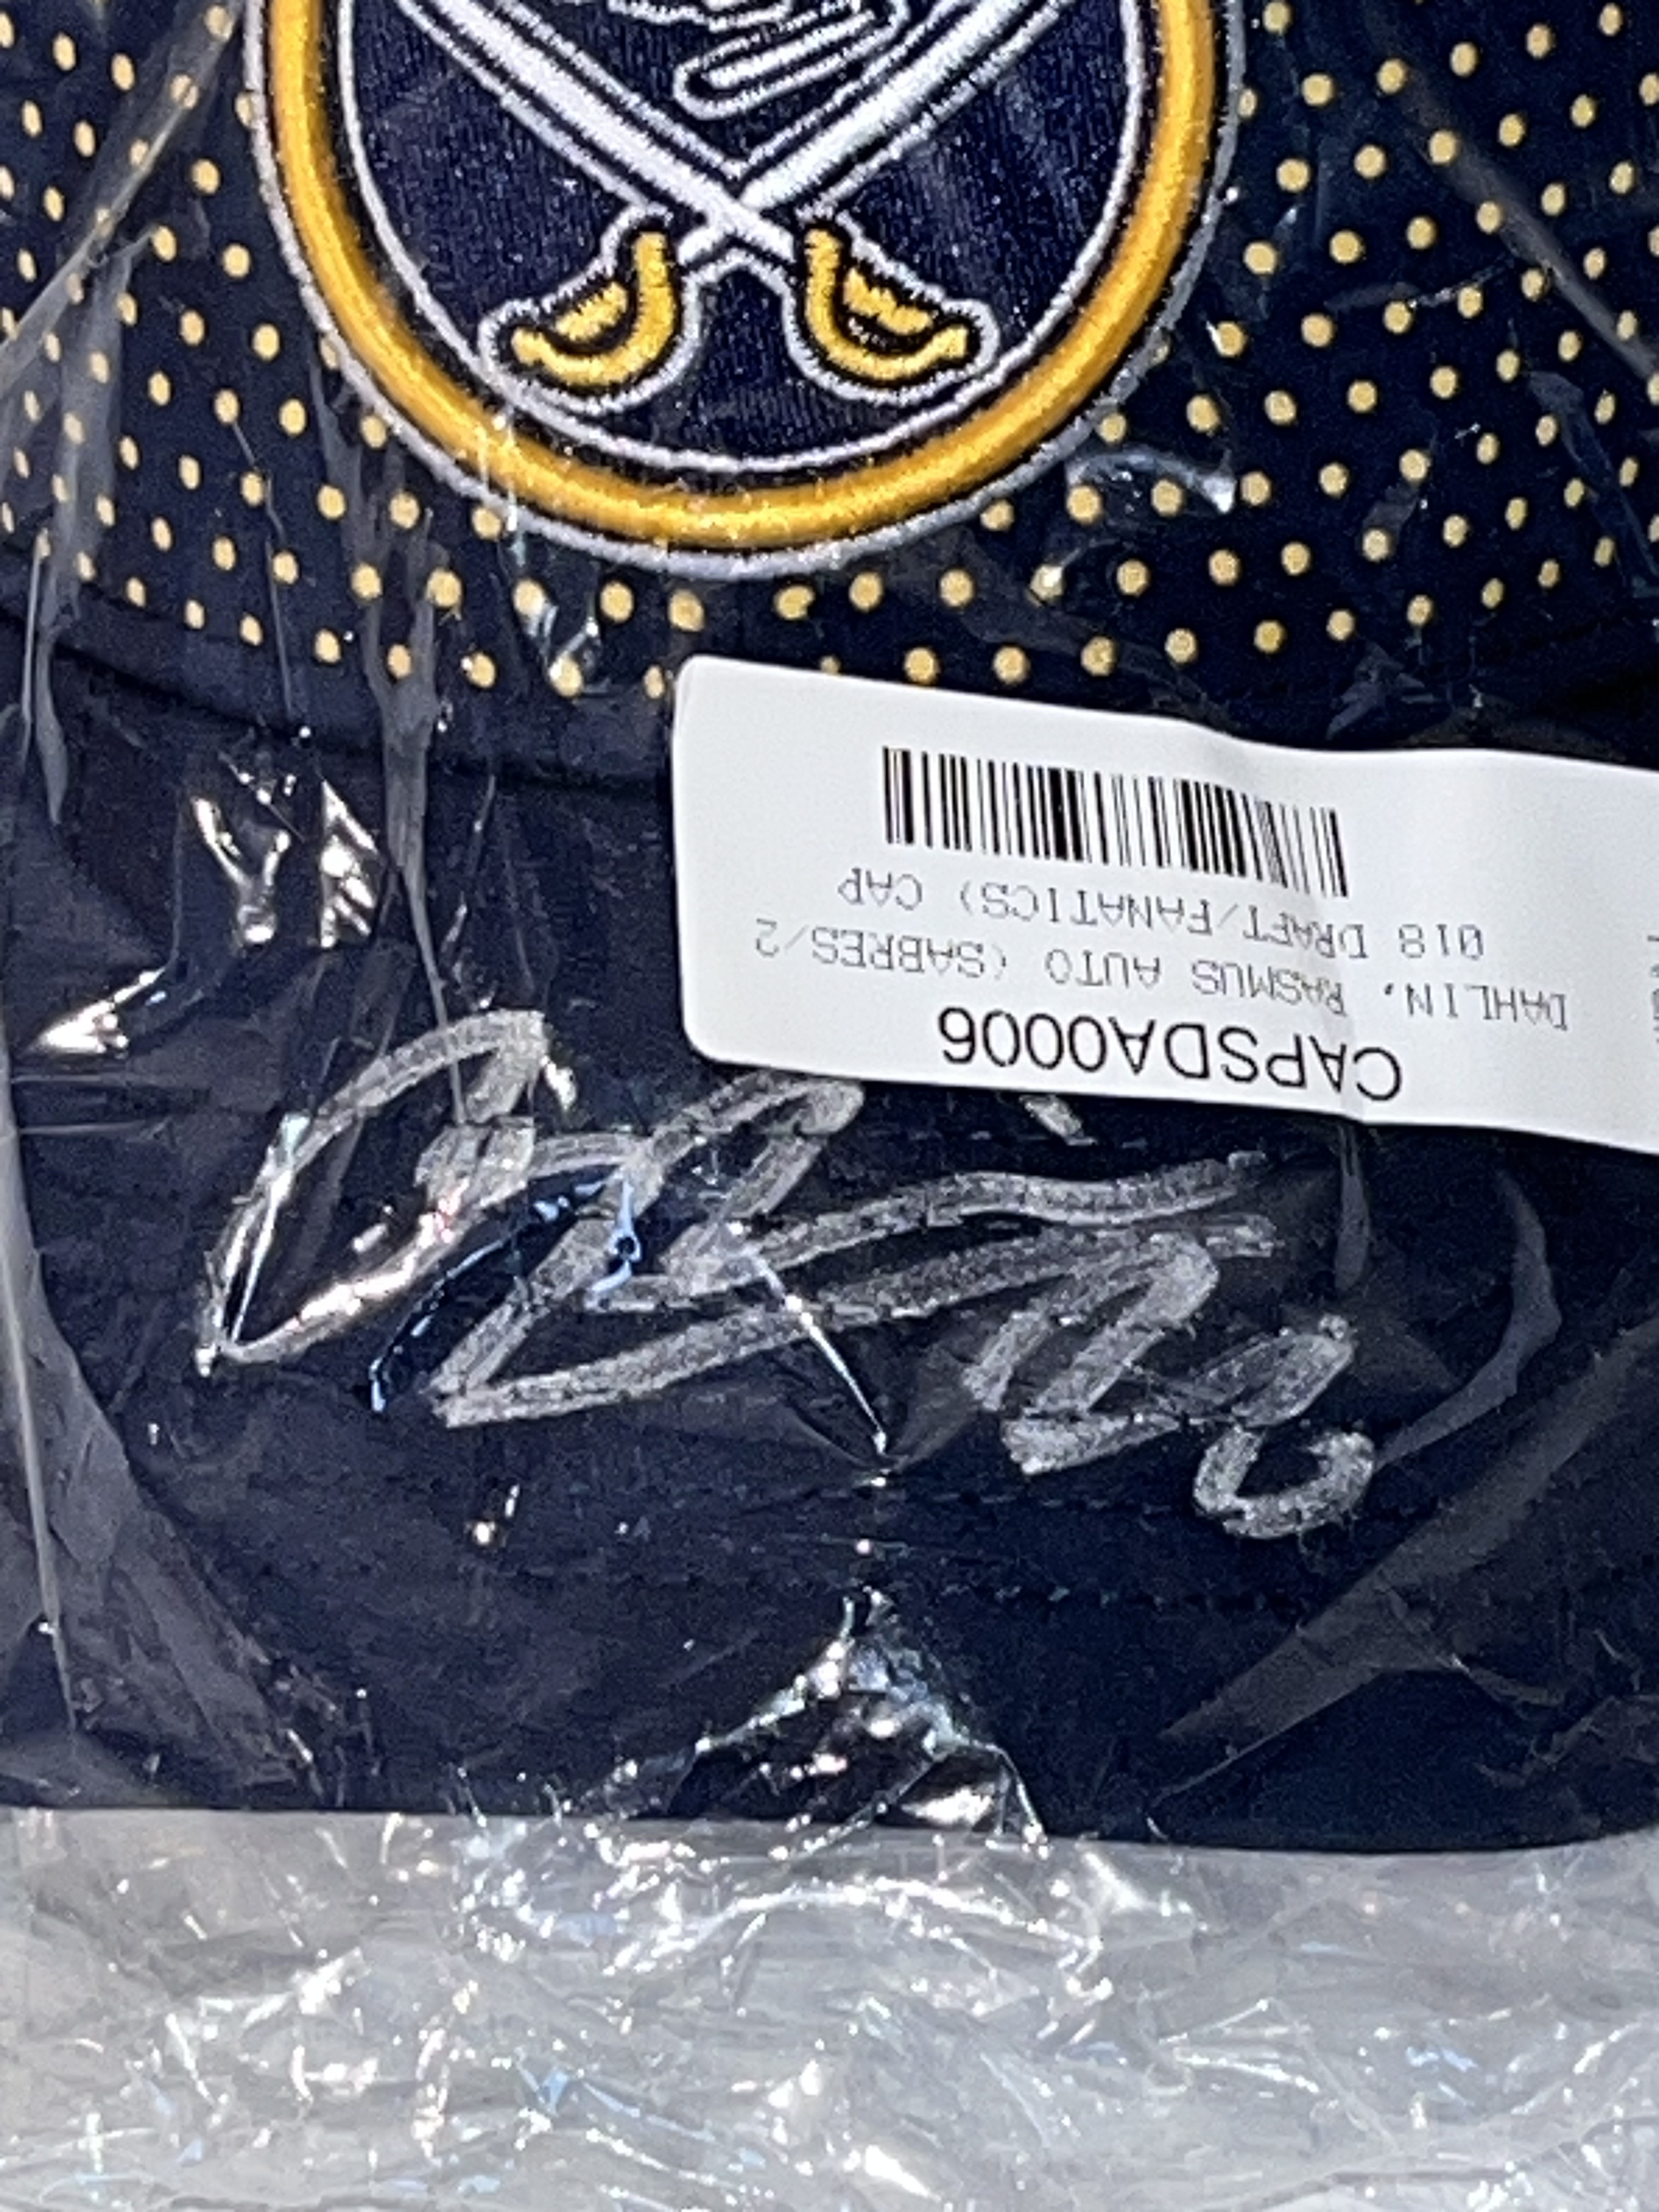 CAPSDA0006
DAHLIN, RASMUS AUTO (SABRES/2
018 DRAFT/FANATICS) CAP